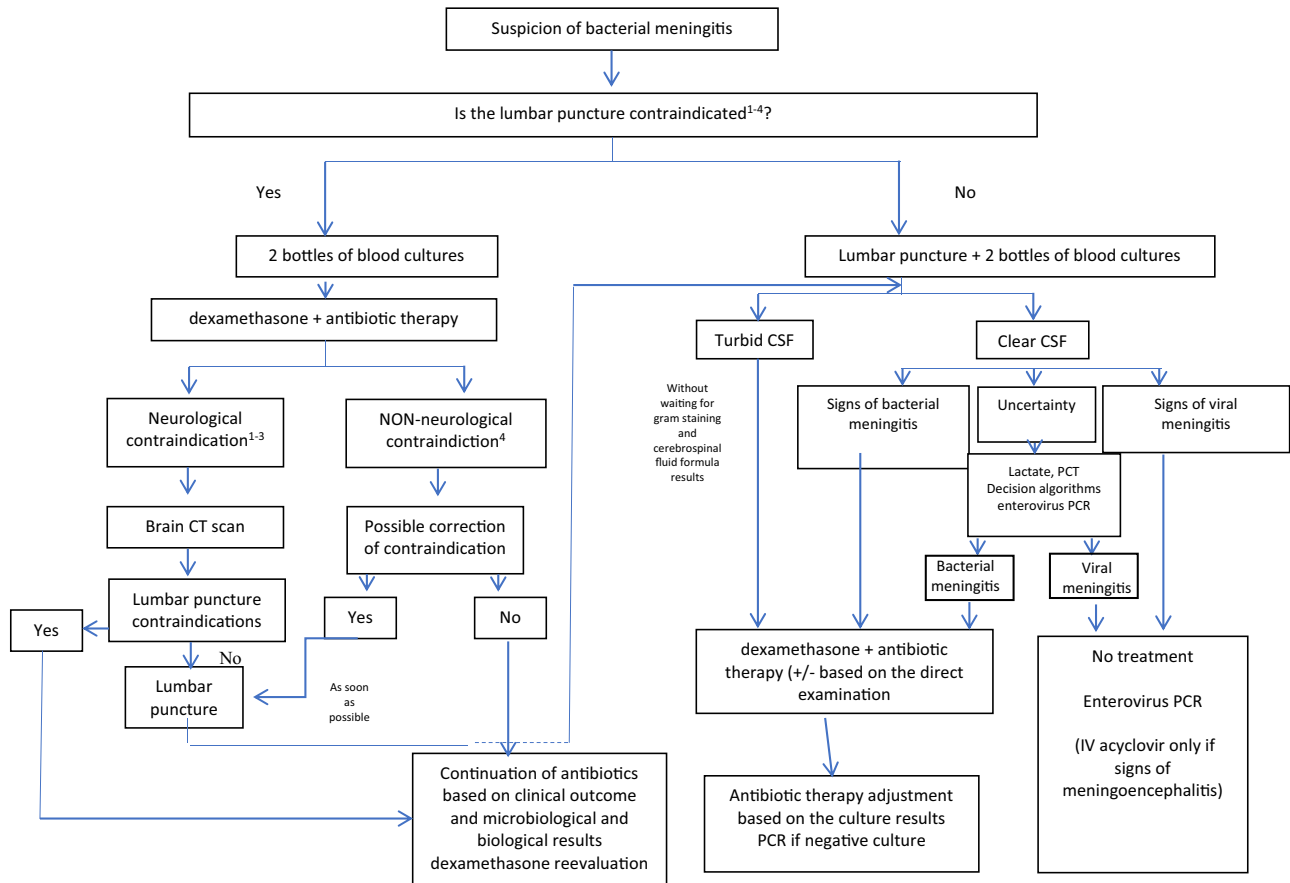 Suspicion of bacterial meningitis
Is the lumbar puncture contraindicated1-4?
Yes
No
2 bottles of blood cultures
Lumbar puncture + 2 bottles of blood cultures
dexamethasone + antibiotic therapy
Turbid CSF
Clear CSF
Without
waiting for
gram staining
and
cerebrospinal
fluid formula
results
Neurological
contraindication1-3
NON-neurological
contraindiction4
Signs of bacterial
meningitis
Uncertainty
Signs of viral
meningitis
Lactate, PCT
Decision algorithms
enterovirus PCR
Brain CT scan
Possible correction
of contraindication
Bacterial
meningitis
Viral
meningitis
Lumbar puncture
contraindications
Yes
Yes
No
No
Lumbar
puncture
As soon
as
possible
dexamethasone + antibiotic
therapy (+/- based on the direct
examination
No treatment
Enterovirus PCR
(IV acyclovir only if
signs of
meningoencephalitis)
Continuation of antibiotics
based on clinical outcome
and microbiological and
biological results
dexamethasone reevaluation
Antibiotic therapy adjustment
based on the culture results
PCR if negative culture